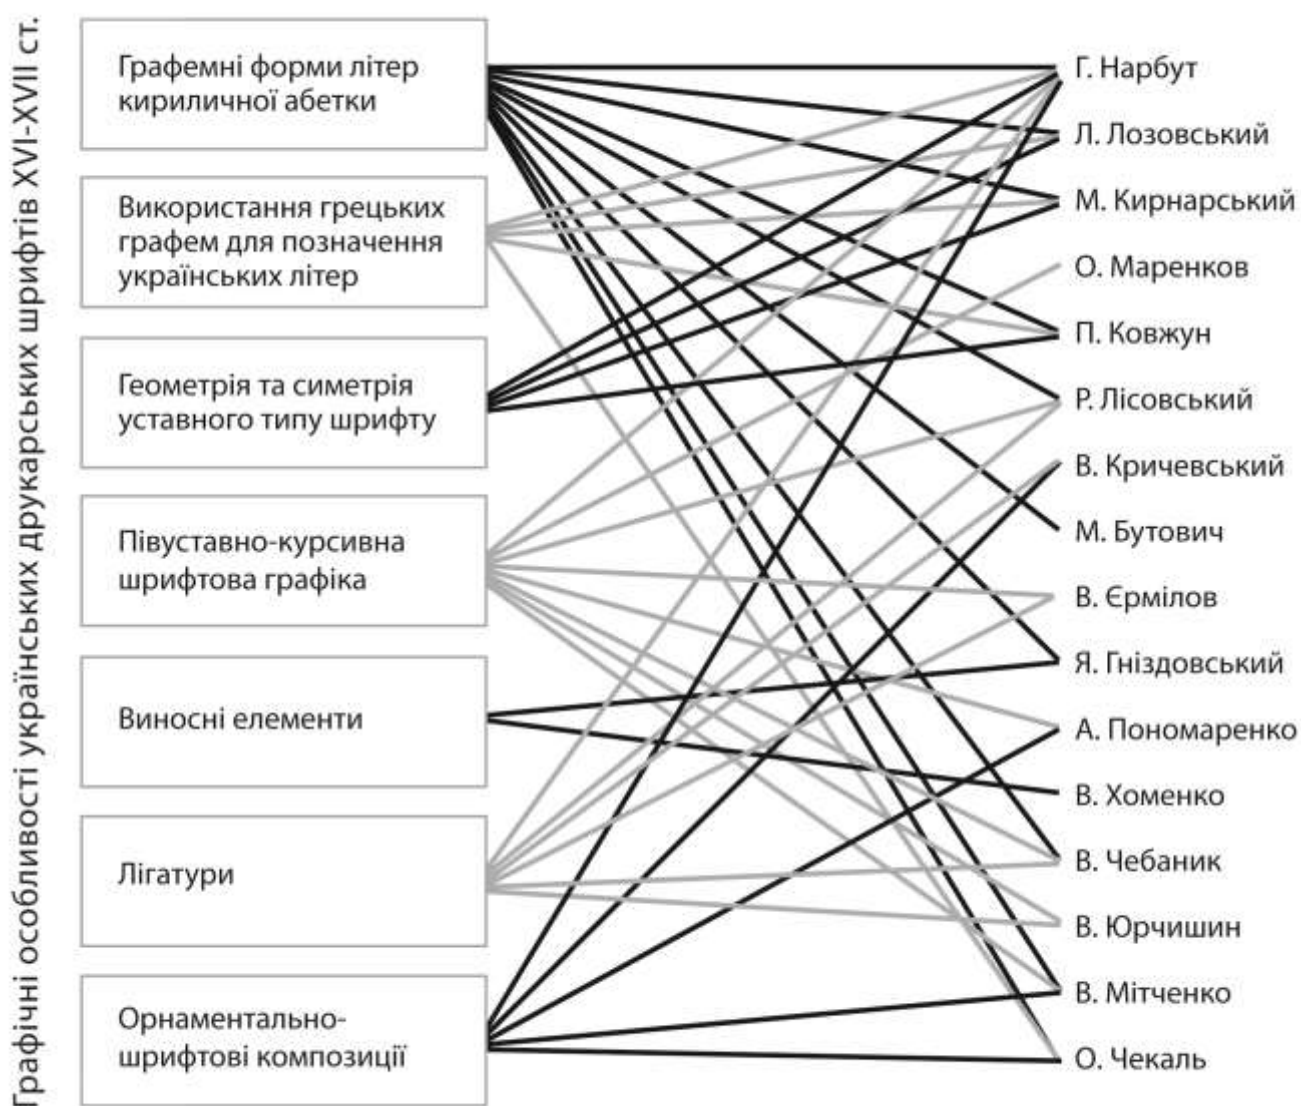 Графічні особливості українських друкарських шрифтів XVI-XVII ст.
Графемні форми літер
кириличної абетки
Використання грецьких
графем для позначення
українських літер
Геометрія та симетрія
уставного типу шрифту
Півуставно-курсивна
шрифтова графіка
Виносні елементи
Лігатури
Орнаментально-
шрифтові композиції
Г. Нарбут
Л. Лозовський
М. Кирнарський
О. Маренков
П. Ковжун
Р. Лісовський
В. Кричевський
М. Бутович
В. Єрмілов
Я. Гніздовський
А. Пономаренко
В. Хоменко
В. Чебаник
В. Юрчишин
В. Мітченко
О. Чекаль